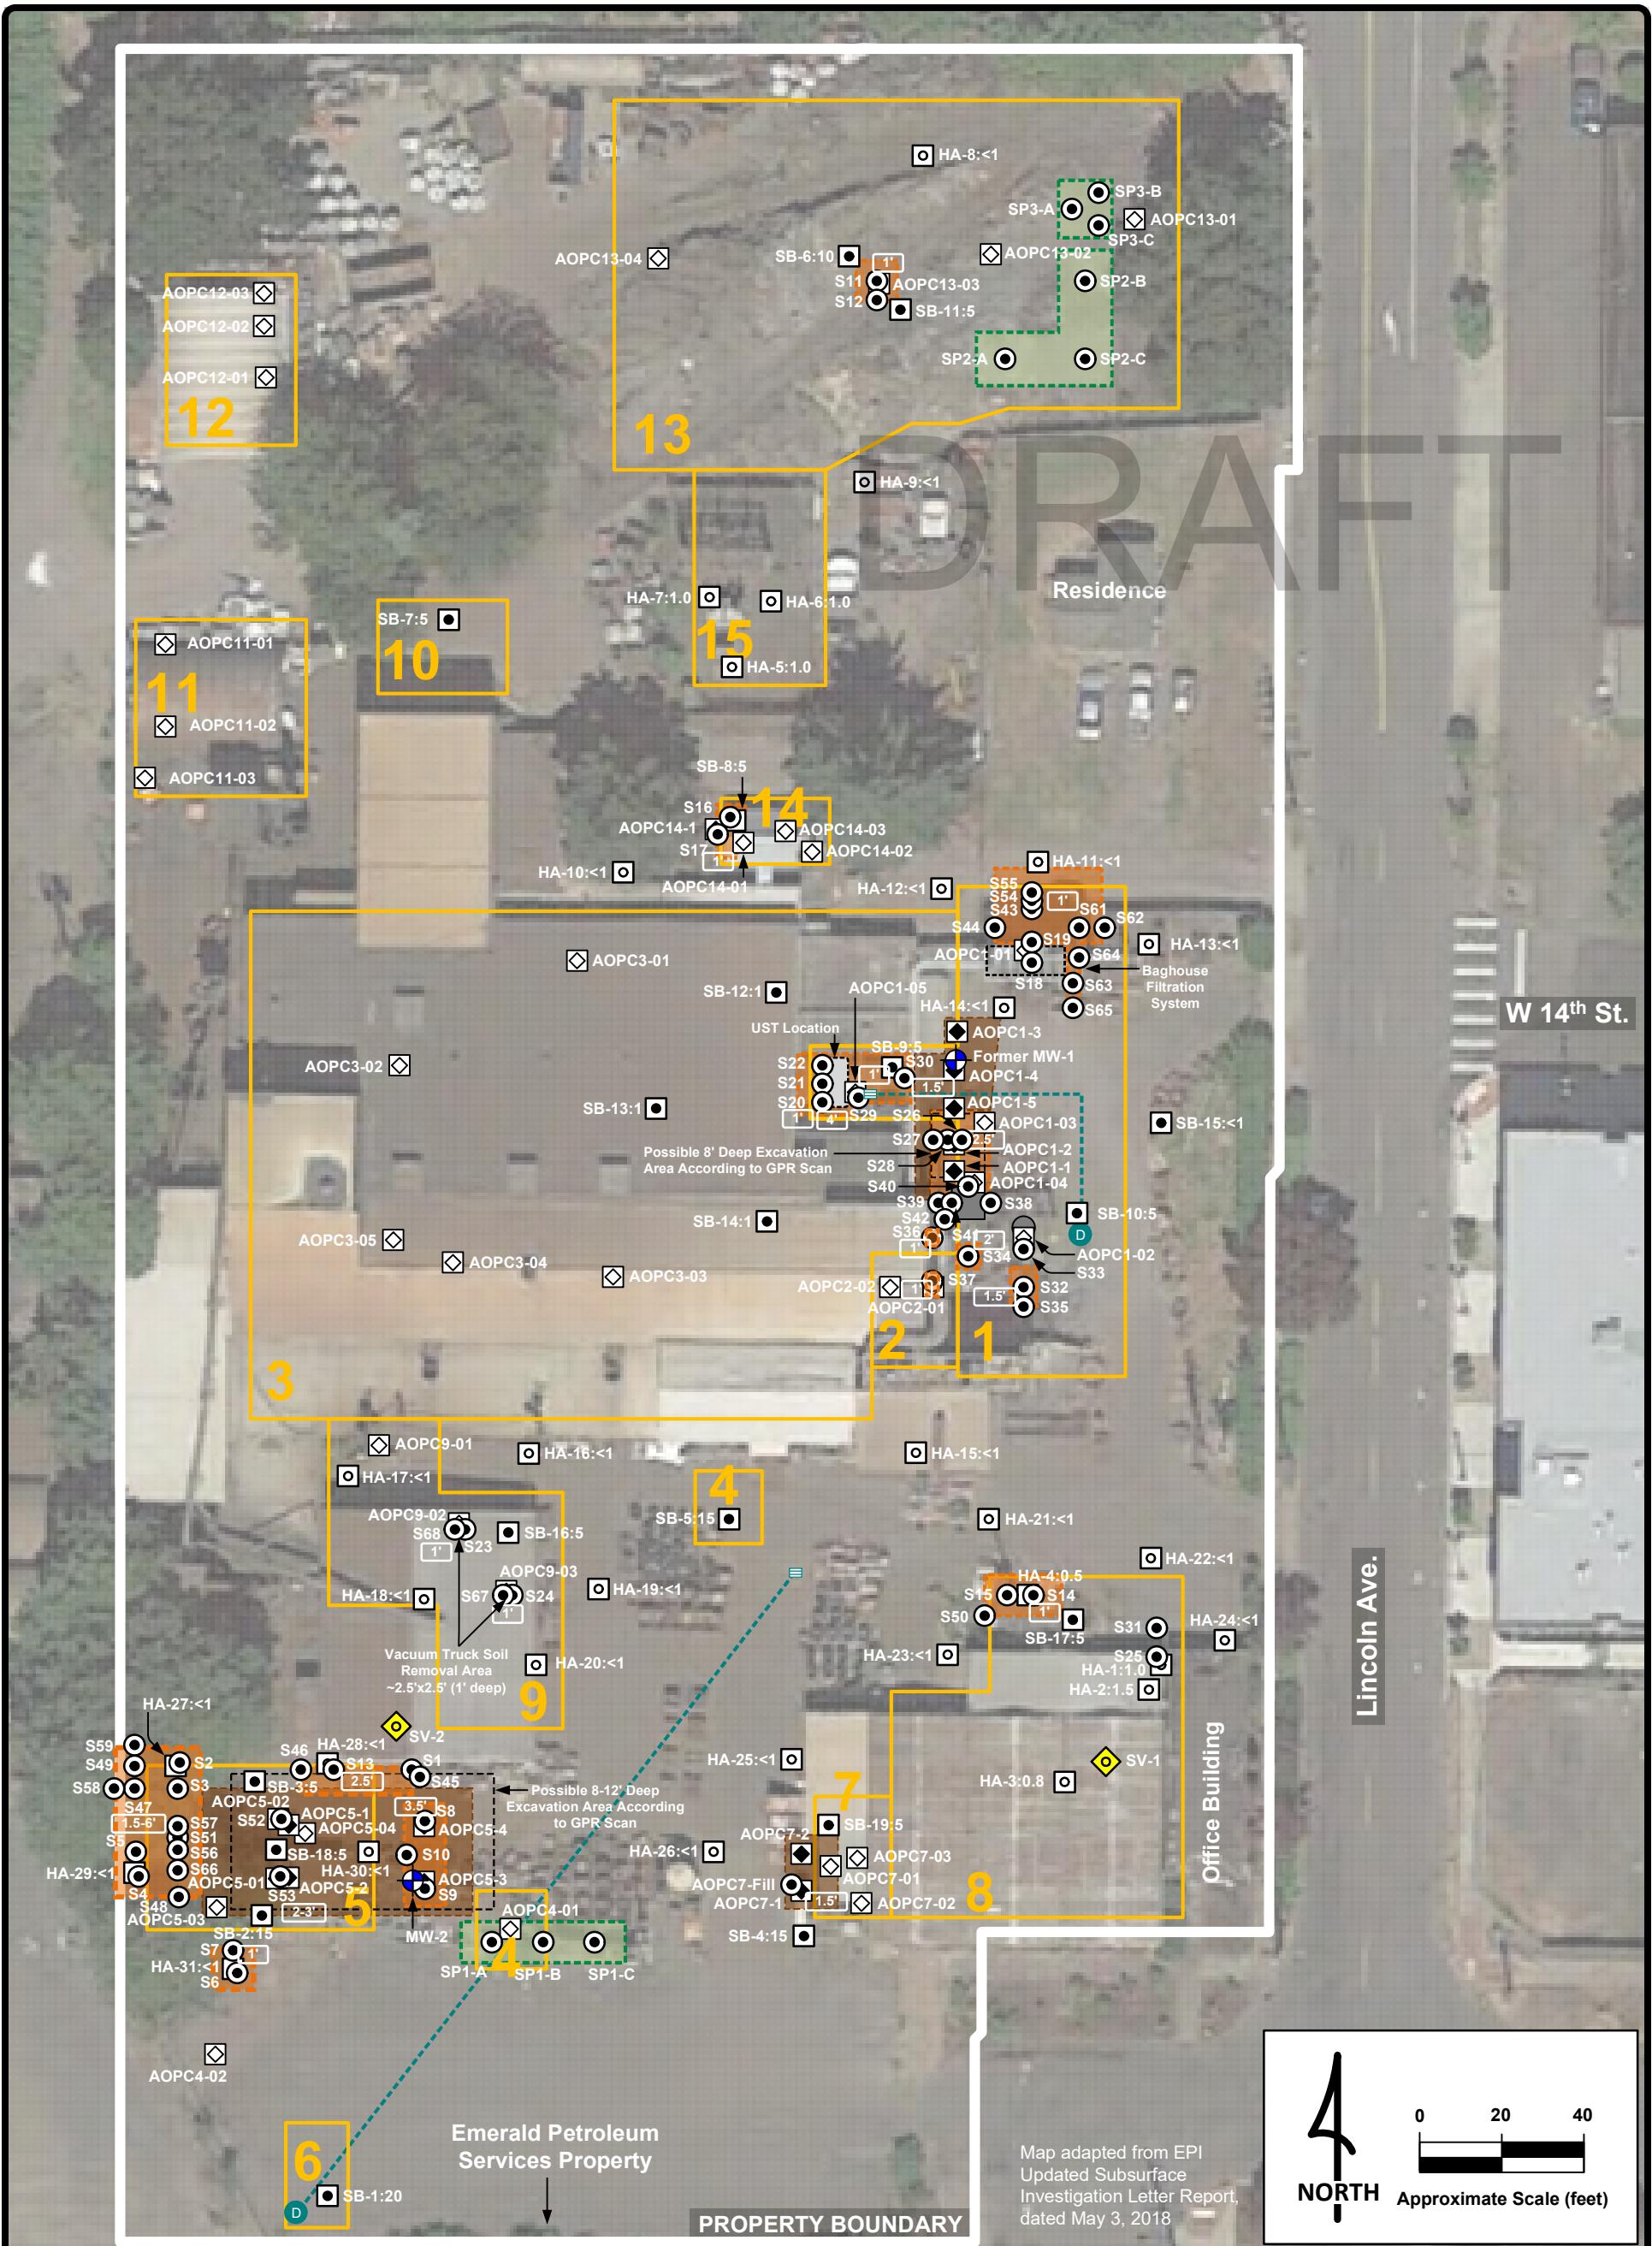 HA-8:<1
SP3-B
SP3-A
AOPC13-01
SP3-C
AOPC13-04
SB-6:10
1'
AOPC13-02
S11
AOPC13-03
SP2-B
S12
SB-11:5
AOPC12-03
AOPC12-02
AOPC12-01
SP2-A
SP2-C
12
13
DRAFT
HA-9:<1
Residence
HA-7:1.0
HA-6:1.0
SB-7:5
10
15
HA-5:1.0
AOPC11-01
11
AOPC11-02
AOPC11-03
SB-8:5
S16
14
AOPC14-1
AOPC14-03
S17
AOPC14-02
1'
AOPC14-01
HA-10:<1
HA-11:<1
HA-12:<1
S55
S54
S43
1'
S61
S62
S44
S19
HA-13:<1
AOPC1-01
S64
S18
Baghouse
Filtration
System
S63
S65
AOPC3-01
SB-12:1
AOPC1-05
HA-14:<1
W 14th St.
UST Location
AOPC1-3
SB-9:5
Former MW-1
S22
S30
AOPC1-4
1'
1.5'
S21
S20
S29
1'
4'
AOPC3-02
SB-13:1
S26
AOPC1-5
AOPC1-03
SB-15:<1
S27
2.5'
Possible 8' Deep Excavation
Area According to GPR Scan
AOPC1-2
S28
AOPC1-1
S40
AOPC1-04
S39
S38
S42
SB-14:1
SB-10:5
D
S36
S41
2'
1'
S34
AOPC1-02
S33
AOPC3-05
AOPC3-04
AOPC3-03
AOPC2-02
1'
S37
S32
1.5'
S35
AOPC2-01
2
1
3
AOPC9-01
HA-16:<1
HA-15:<1
HA-17:<1
4
SB-5:15
HA-21:<1
AOPC9-02
S68
S23
SB-16:5
1'
HA-22:<1
AOPC9-03
HA-18:<1
S67
S24
1'
HA-19:<1
HA-4:0.5
S15
S14
1'
S50
SB-17:5
S31
HA-24:<1
Vacuum Truck Soil
Removal Area
~2.5'x2.5' (1' deep)
HA-20:<1
HA-23:<1
S25
HA-1:1.0
HA-2:1.5
9
Lincoln Ave.
HA-27:<1
SV-2
S59
S49
S2
S58
S3
S47
1.5-6'
S46
HA-28:<1
S13
S1
2.5'
S45
SB-3:5
Possible 8-12' Deep
Excavation Area According
to GPR Scan
HA-25:<1
SV-1
HA-3:0.8
Office Building
AOPC5-02
S52
AOPC5-1
3.5'
S8
AOPC5-04
AOPC5-4
S57
S51
S5
S56
SB-18:5
S10
HA-29:<1
S66
HA-30:<1
AOPC5-3
AOPC5-01
AOPC5-2
S4
S53
S9
S48
AOPC5-03
2-3'
5
SB-2:15
MW-2
7
SB-19:5
AOPC7-2
AOPC7-03
HA-26:<1
AOPC7-01
AOPC7-Fill
AOPC7-1
1.5'
AOPC7-02
8
SB-4:15
AOPC4-01
4
SP1-A
SP1-B
SP1-C
S7
1'
HA-31:<1
S6
AOPC4-02
6
SB-1:20
D
Emerald Petroleum
Services Property
PROPERTY BOUNDARY
Map adapted from EPI
Updated Subsurface
Investigation Letter Report,
dated May 3, 2018
NORTH
0 20 40
Approximate Scale (feet)